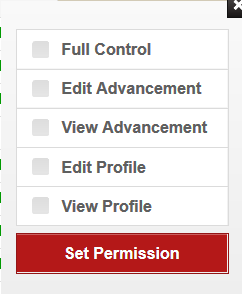 Full Control
Edit Advancement
View Advancement
Edit Profile
View Profile
Set Permission